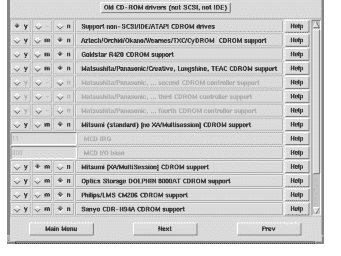 Old CD-ROM drivers (not SCSI, not IDE)
y - n Support non-SCSI/IDE/ATAPI CDROM drives Help
y m n Aztech/Orchid/Okano/Wearnes/TXC/CyDROM CDROM support Help
y m n Goldstar R420 CDROM support Help
y m n Matsushita/Panasonic/Creative, Longshine, TEAC CDROM support Help
y - n Matsushita/Panasonic, ... second CDROM controller support Help
y - n Matsushita/Panasonic, ... third CDROM controller support Help
y - n Matsushita/Panasonic, ... fourth CDROM controller support Help
y m n Mitsumi (standard) [no XA/Multisession] CDROM support Help
11 MCD IRQ Help
300 MCD I/O base Help
y m n Mitsumi [XA/MultiSession] CDROM support Help
y m n Optics Storage DOLPHIN 8000AT CDROM support Help
y m n Philips/LMS CM206 CDROM support Help
y m n Sanyo CDR-H94A CDROM support Help
Main Menu Next Prev